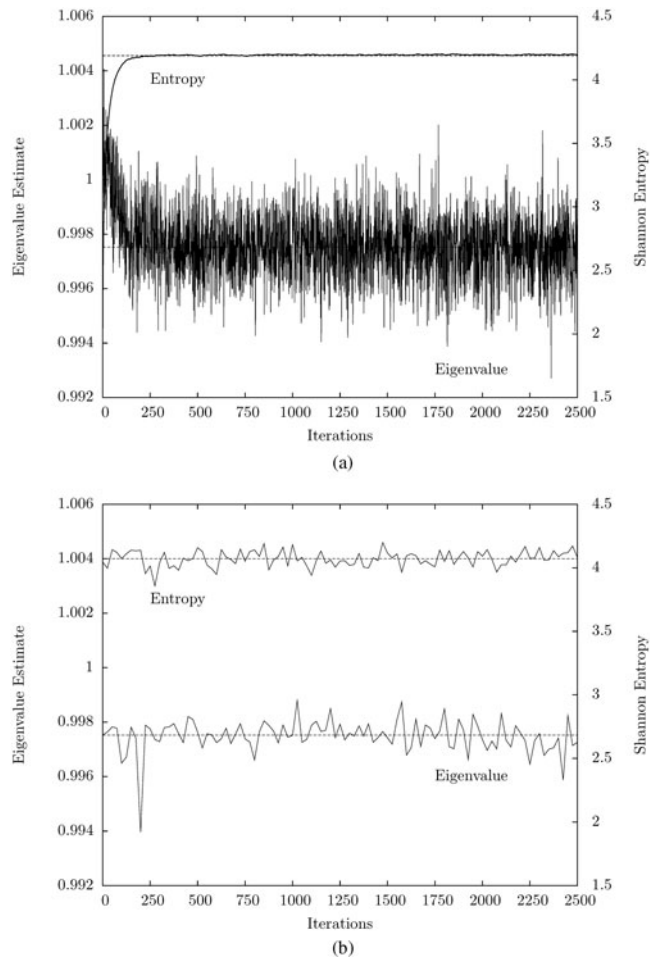 1.006
4.5
1.004
4
Entropy
1.002
3.5
1
3
0.998
2.5
0.996
2
0.994
Eigenvalue
0.992
1.5
0 250 500 750 1000 1250 1500 1750 2000 2250 2500
Iterations
Eigenvalue Estimate
Shannon Entropy
(a)
1.006
4.5
1.004
4
Entropy
1.002
3.5
1
3
0.998
2.5
Eigenvalue
0.996
2
0.994
0.992
1.5
0 250 500 750 1000 1250 1500 1750 2000 2250 2500
Iterations
Eigenvalue Estimate
Shannon Entropy
(b)